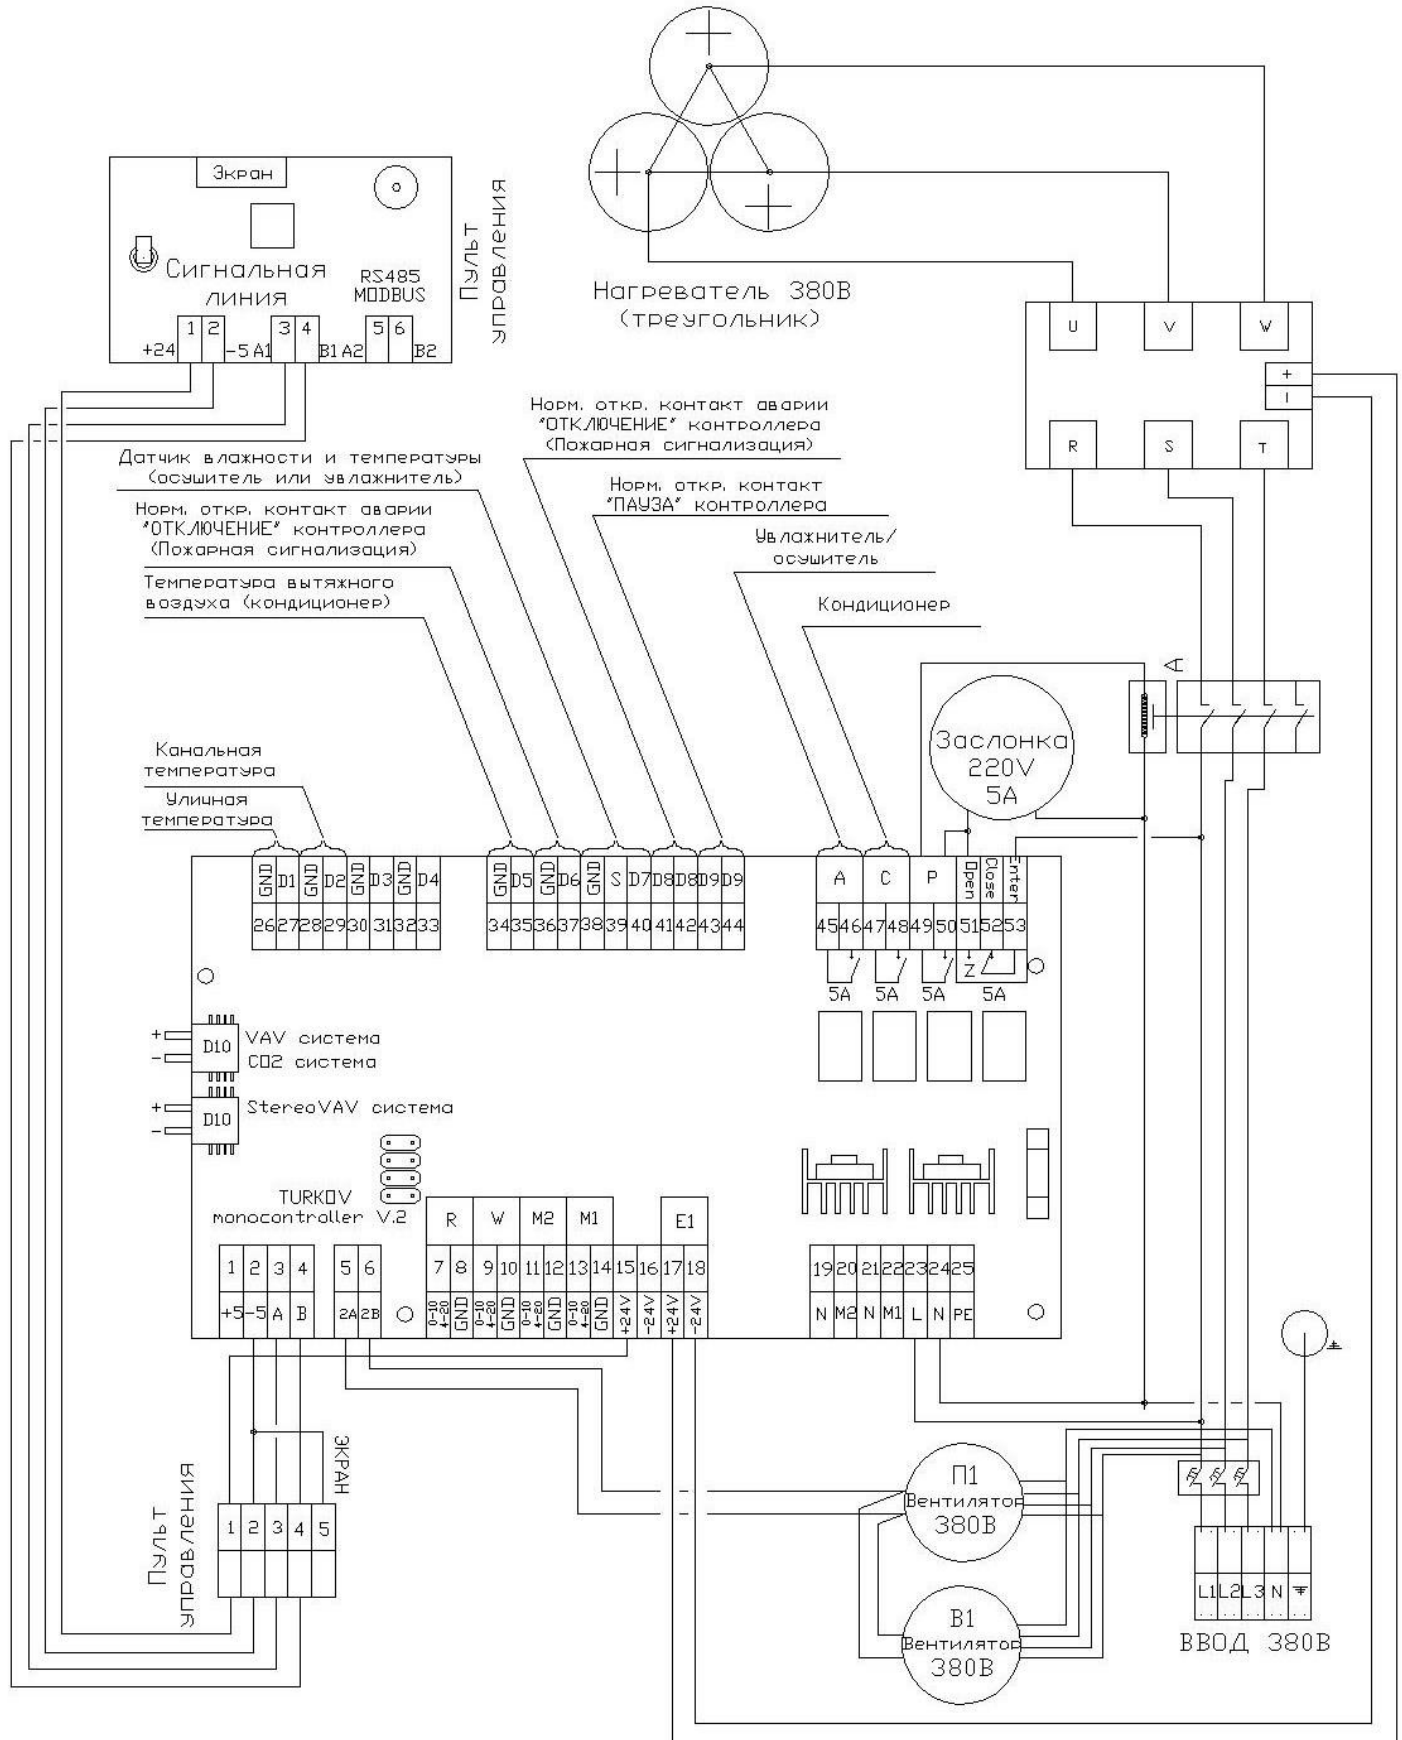 Экран
Сигнальная
линия
RS485
MODBUS
1
2
3
4
5
6
+24
-5
A1
B1
A2
B2
Пульт
управления
Нагреватель 380В
(треугольник)
U
V
W
+
-
R
S
T
Норм. откр. контакт аварии
"ОТКЛЮЧЕНИЕ" контроллера
(Пожарная сигнализация)
Датчик влажности и температуры
(осушитель или увлажнитель)
Норм. откр. контакт
"ПАУЗА" контроллера
Норм. откр. контакт аварии
"ОТКЛЮЧЕНИЕ" контроллера
(Пожарная сигнализация)
Увлажнитель/
осушитель
Температура вытяжного
воздуха (кондиционер)
Кондиционер
A
Заслонка
220V
5A
Канальная
температура
Уличная
температура
GND D1 GND D2 GND D3 GND D4
26 27 28 29 30 31 32 33
GND D5 GND D6 GND S D7 D8 D8 D9 D9
34 35 36 37 38 39 40 41 42 43 44
A C P Open Close Enter
45 46 47 48 49 50 51 52 53
Z
5A 5A 5A 5A
+
-
D10
VAV система
CO2 система
+
-
D10
StereoVAV система
TURKOV
monocontroller V.2
R W M2 M1 E1
1 2 3 4
5 6
7 8 9 10 11 12 13 14 15 16 17 18
19 20 21 22 23 24 25
+5 -5 A B
2A 2B
0-10 4-20 GND 0-10 4-20 GND 0-10 4-20 GND 0-10 4-20 GND +24V -24V +24V -24V
N M2 N M1 L N PE
ЭКРАН
Пульт
управления
1 2 3 4 5
П1
Вентилятор
380В
В1
Вентилятор
380В
L1 L2 L3 N
ВВОД 380В